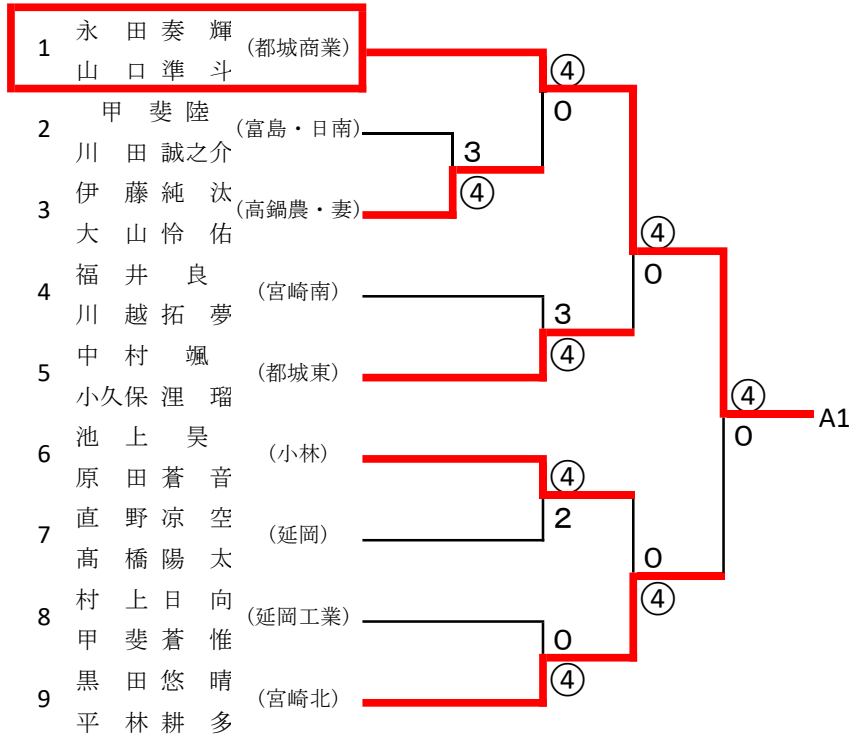 1 永田奏輝 (都城商業)
山口準斗
④
0
2 甲斐陸 (富島・日南)
川田誠之介
3
④
3 伊藤純汰 (高鍋農・妻)
大山怜佑
④
0
4 福井良 (宮崎南)
川越拓夢
3
④
5 中村颯 (都城東)
小久保浬瑠
④
0
A1
6 池上昊 (小林)
原田蒼音
④
2
7 直野凉空 (延岡)
髙橋陽太
0
④
8 村上日向 (延岡工業)
甲斐蒼惟
0
④
9 黒田悠晴 (宮崎北)
平林耕多